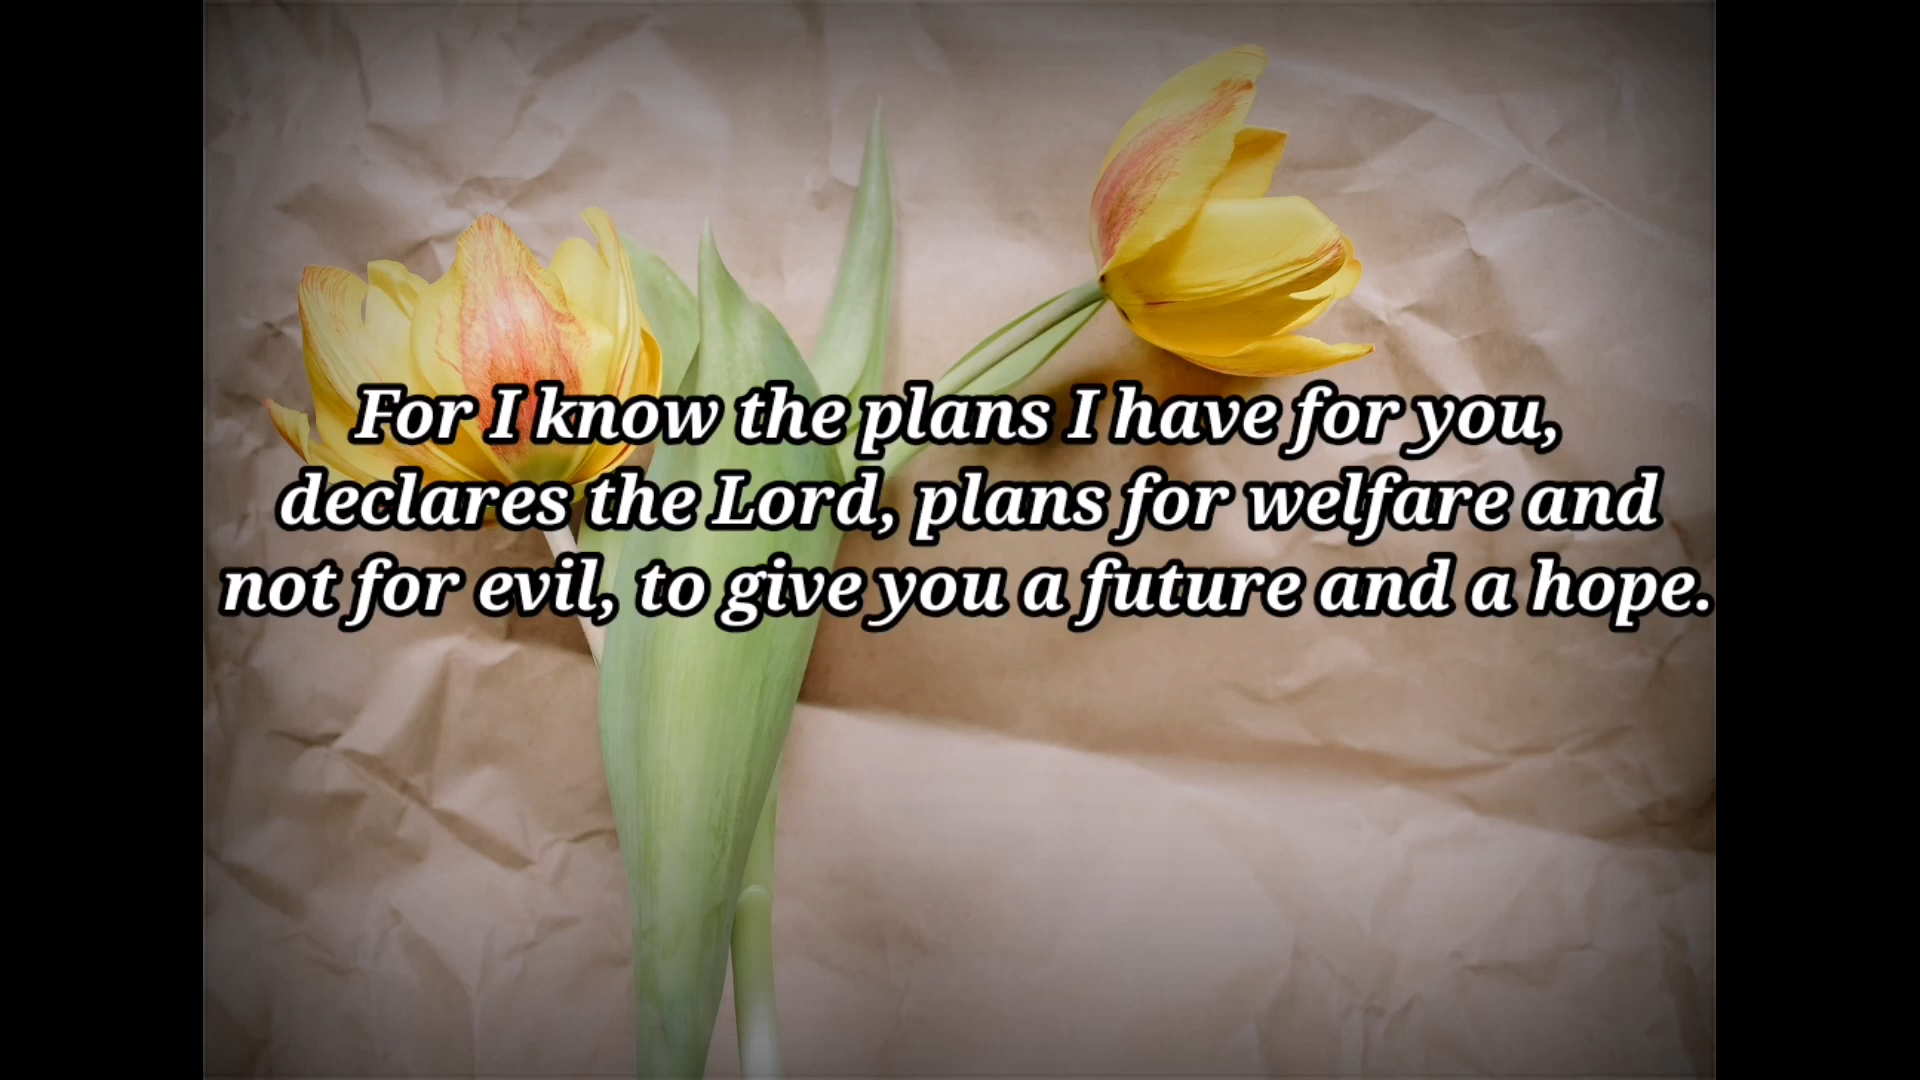 For I know the plans I have for you,
declares the Lord, plans for welfare and
not for evil, to give you a future and a hope.